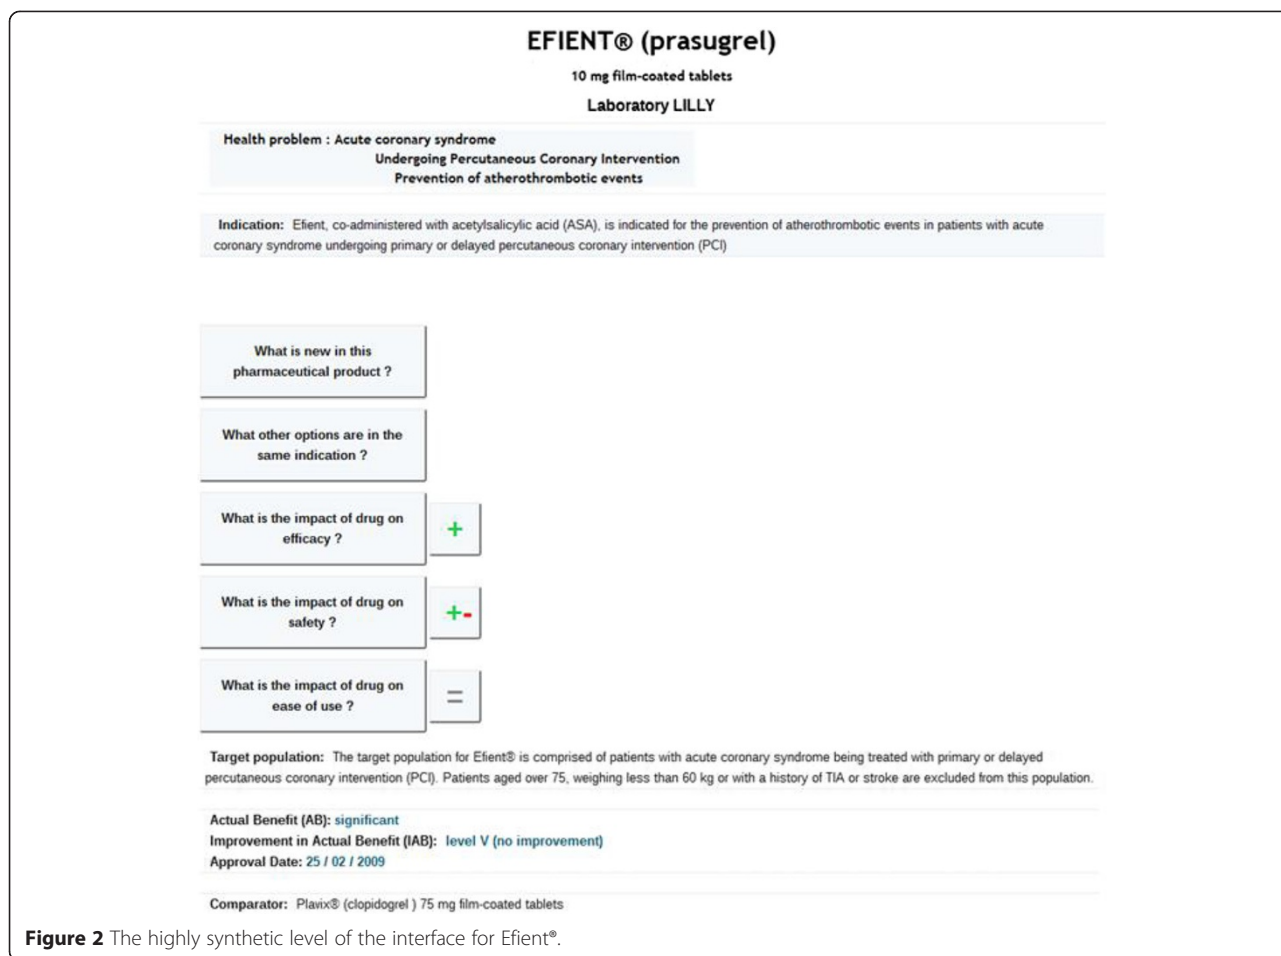 EFIENT® (prasugrel)
10 mg film-coated tablets
Laboratory LILLY
Health problem : Acute coronary syndrome
Undergoing Percutaneous Coronary Intervention
Prevention of atherothrombotic events
Indication: Efient, co-administered with acetylsalicylic acid (ASA), is indicated for the prevention of atherothrombotic events in patients with acute
coronary syndrome undergoing primary or delayed percutaneous coronary intervention (PCI)
What is new in this
pharmaceutical product ?
What other options are in the
same indication ?
What is the impact of drug on
efficacy ?
+
What is the impact of drug on
safety ?
+-
What is the impact of drug on
ease of use ?
=
Target population: The target population for Efient® is comprised of patients with acute coronary syndrome being treated with primary or delayed
percutaneous coronary intervention (PCI). Patients aged over 75, weighing less than 60 kg or with a history of TIA or stroke are excluded from this population.
Actual Benefit (AB): significant
Improvement in Actual Benefit (IAB): level V (no improvement)
Approval Date: 25 / 02 / 2009
Comparator: Plavix® (clopidogrel ) 75 mg film-coated tablets
Figure 2 The highly synthetic level of the interface for Efient®.